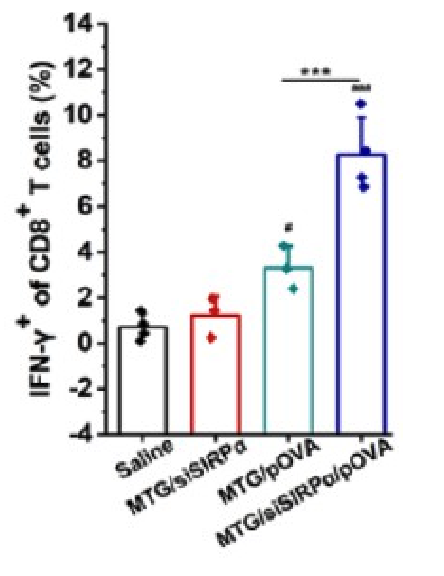 IFN-γ⁺ of CD8⁺ T cells (%)
14
12
10
8
6
4
2
0
-2
-4
***
#
Saline
MTG/siSIRPα
MTG/pOVA
MTG/siSIRPα/pOVA